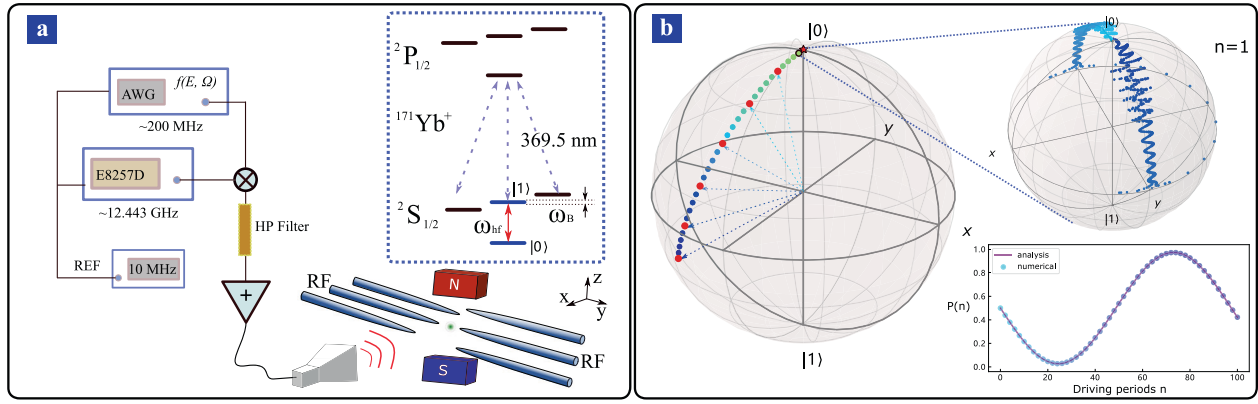 a
AWG
f(E, Ω)
~200 MHz
E8257D
~12.443 GHz
HP Filter
REF
10 MHz
+
²P₁/₂
¹⁷¹Yb⁺
369.5 nm
|1⟩
²S₁/₂
ω_hf
ω_B
|0⟩
RF
N
S
RF
z
x
y
b
|0⟩
y
x
|1⟩
|0⟩
n=1
x
y
|1⟩
analysis
numerical
P(n)
1.0
0.8
0.6
0.4
0.2
0.0
0 20 40 60 80 100
Driving periods n